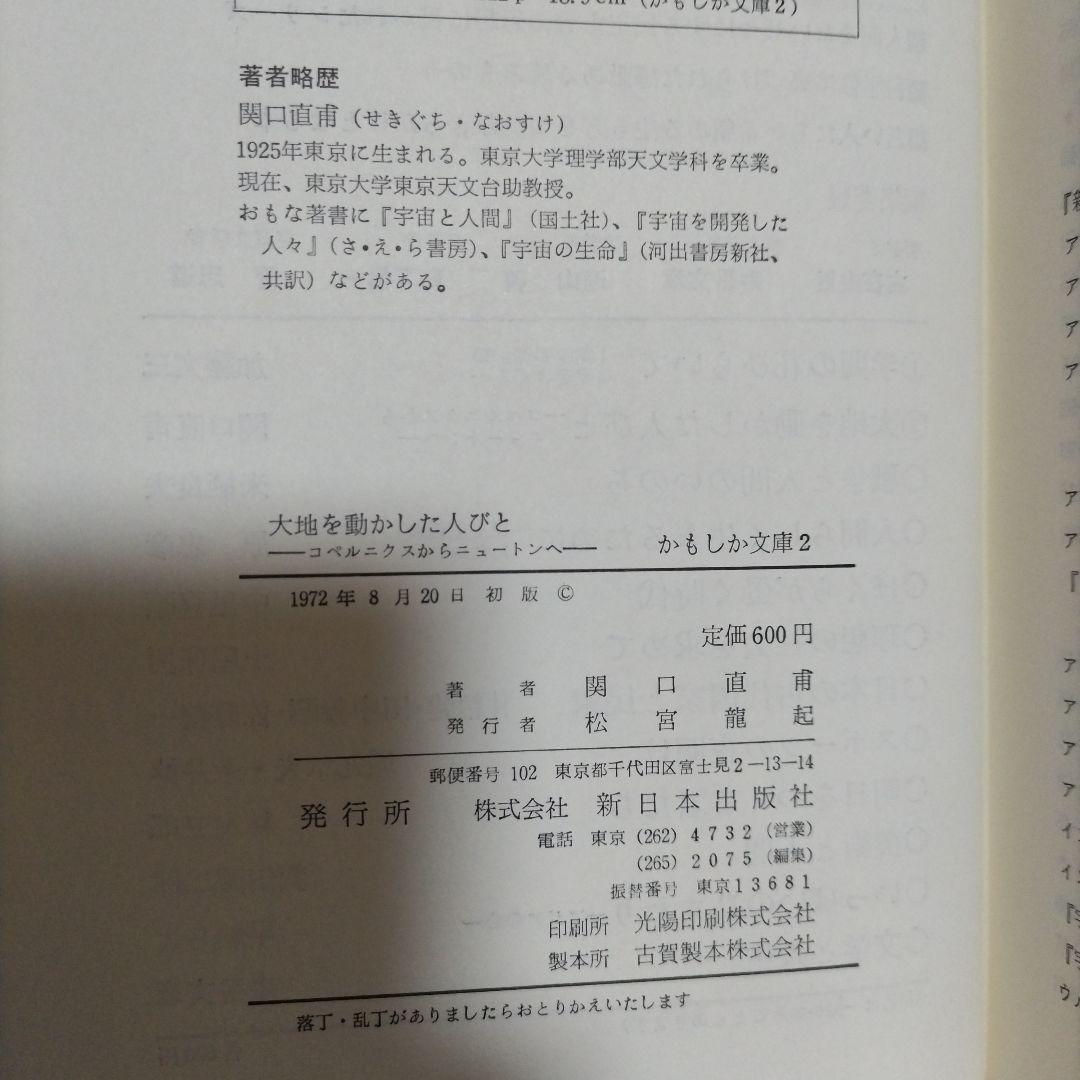 18.9cm（かもしか文庫2）
著者略歴
関口直甫（せきぐち・なおすけ）
1925年東京に生まれる。東京大学理学部天文学科を卒業。
現在、東京大学東京天文台助教授。
おもな著書に『宇宙と人間』（国土社）、『宇宙を開発した
人々』（さ・え・ら書房）、『宇宙の生命』（河出書房新社、
共訳）などがある。
大地を動かした人びと
──コペルニクスからニュートンへ──　かもしか文庫2
1972年8月20日 初版 ©
定価600円
著者 関口直甫
発行者 松宮龍起
郵便番号 102 東京都千代田区富士見2－13－14
発行所 株式会社 新日本出版社
電話 東京 (262) 4732（営業）
(265) 2075（編集）
振替番号 東京13681
印刷所 光陽印刷株式会社
製本所 古賀製本株式会社
落丁・乱丁がありましたらおとりかえいたします